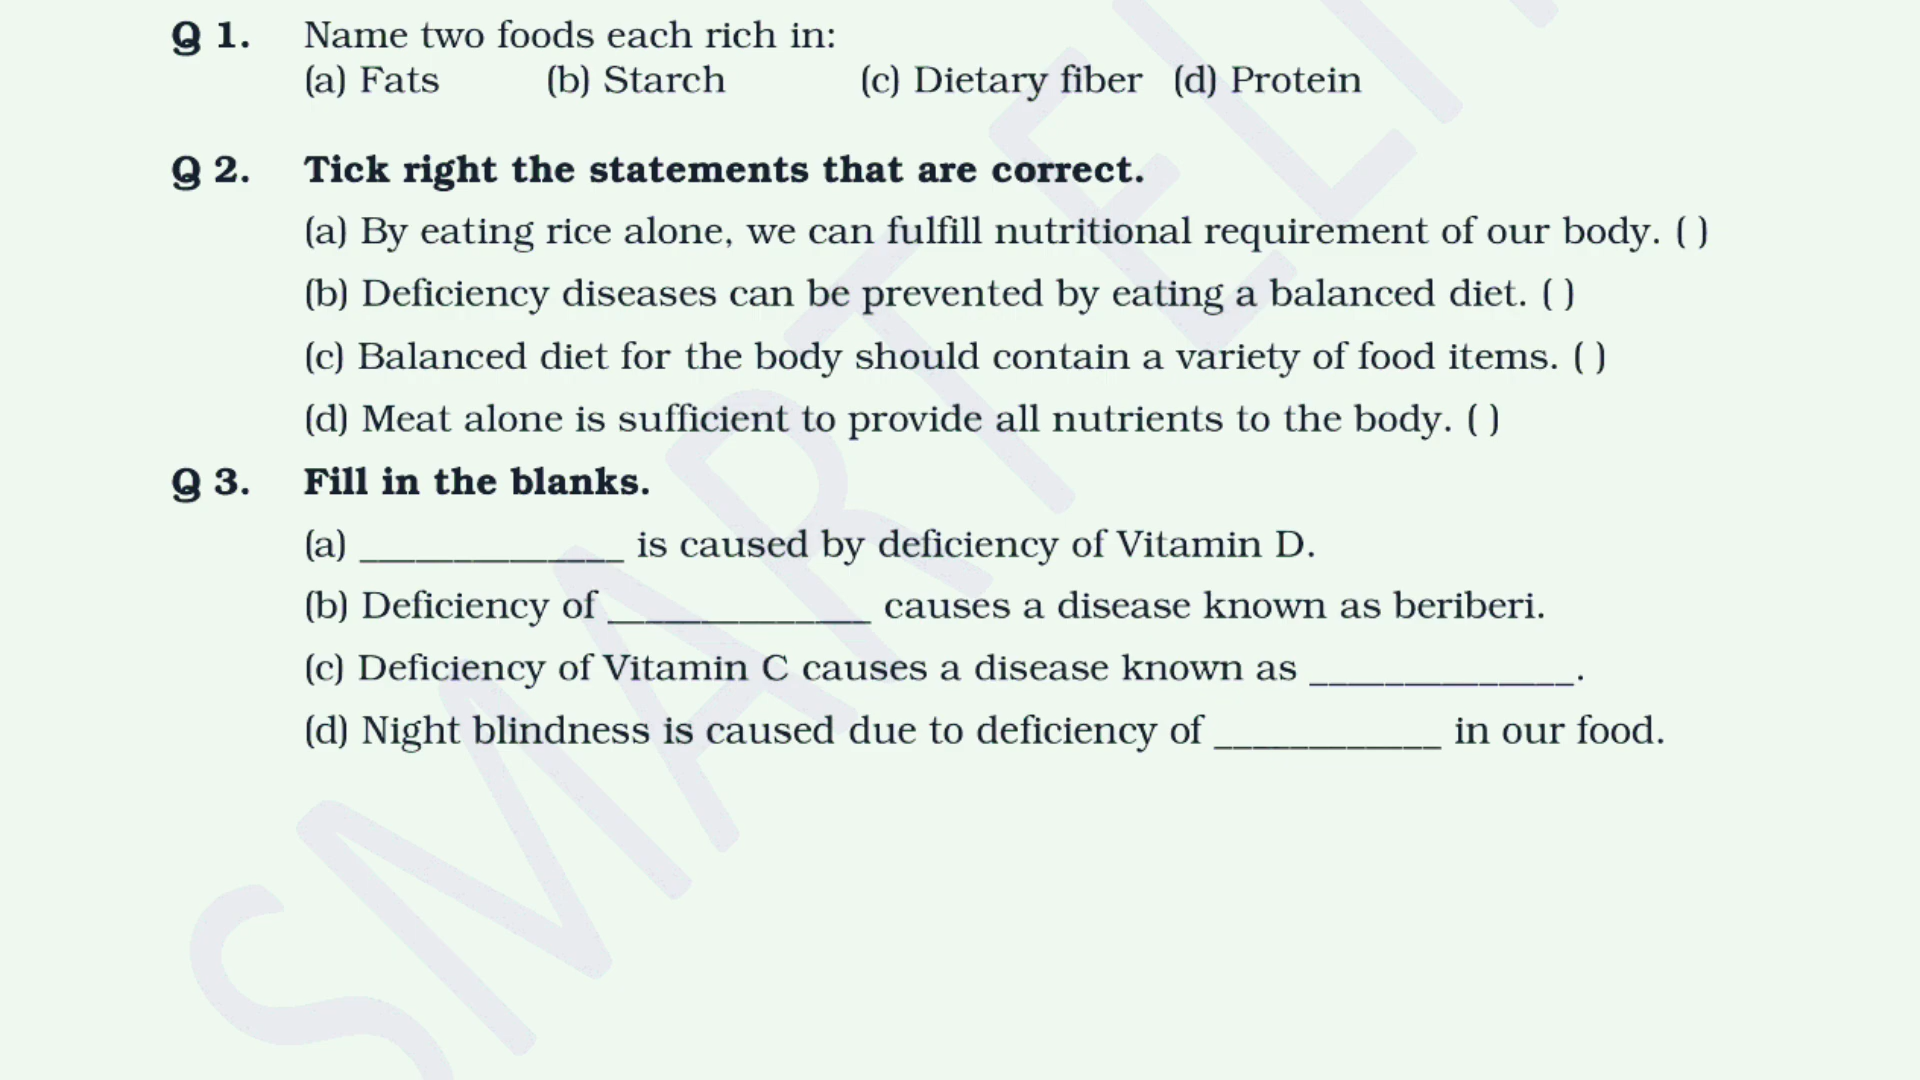 Q 1. Name two foods each rich in:
(a) Fats (b) Starch (c) Dietary fiber (d) Protein
Q 2. Tick right the statements that are correct.
(a) By eating rice alone, we can fulfill nutritional requirement of our body. ( )
(b) Deficiency diseases can be prevented by eating a balanced diet. ( )
(c) Balanced diet for the body should contain a variety of food items. ( )
(d) Meat alone is sufficient to provide all nutrients to the body. ( )
Q 3. Fill in the blanks.
(a) ______________ is caused by deficiency of Vitamin D.
(b) Deficiency of ______________ causes a disease known as beriberi.
(c) Deficiency of Vitamin C causes a disease known as ______________.
(d) Night blindness is caused due to deficiency of ____________ in our food.
SMART